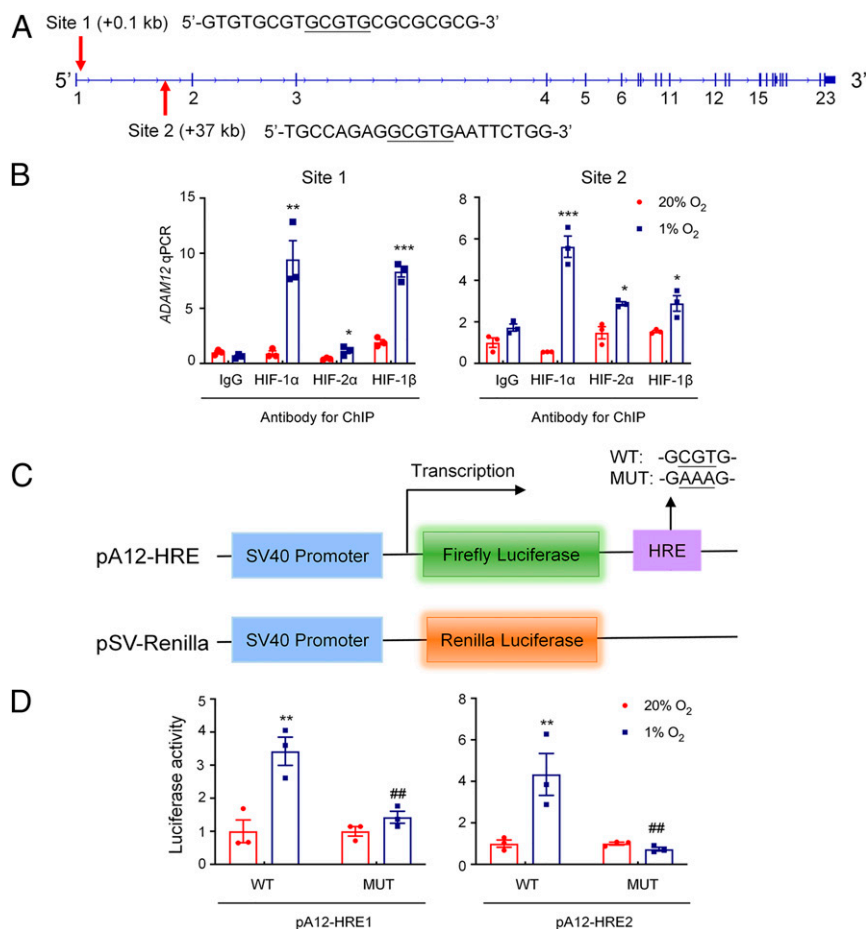 A
Site 1 (+0.1 kb) 5'-GTGTGCGTGCGTGCGCGCGCG-3'
5' 3'
1 2 3 4 5 6 11 12 15 23
Site 2 (+37 kb) 5'-TGCCAGAGGCGTGAATTCTGG-3'
B
Site 1 Site 2
20% O2
1% O2
ADAM12 qPCR
15
10
5
0
** * ***
IgG HIF-1α HIF-2α HIF-1β
Antibody for ChIP
8
6
4
2
0
*** * *
IgG HIF-1α HIF-2α HIF-1β
Antibody for ChIP
C
WT: -GCGTG-
MUT: -GAAAG-
Transcription
pA12-HRE SV40 Promoter Firefly Luciferase HRE
pSV-Renilla SV40 Promoter Renilla Luciferase
D
20% O2
1% O2
Luciferase activity
5
4
3
2
1
0
** ##
WT MUT
pA12-HRE1
8
6
4
2
0
** ##
WT MUT
pA12-HRE2